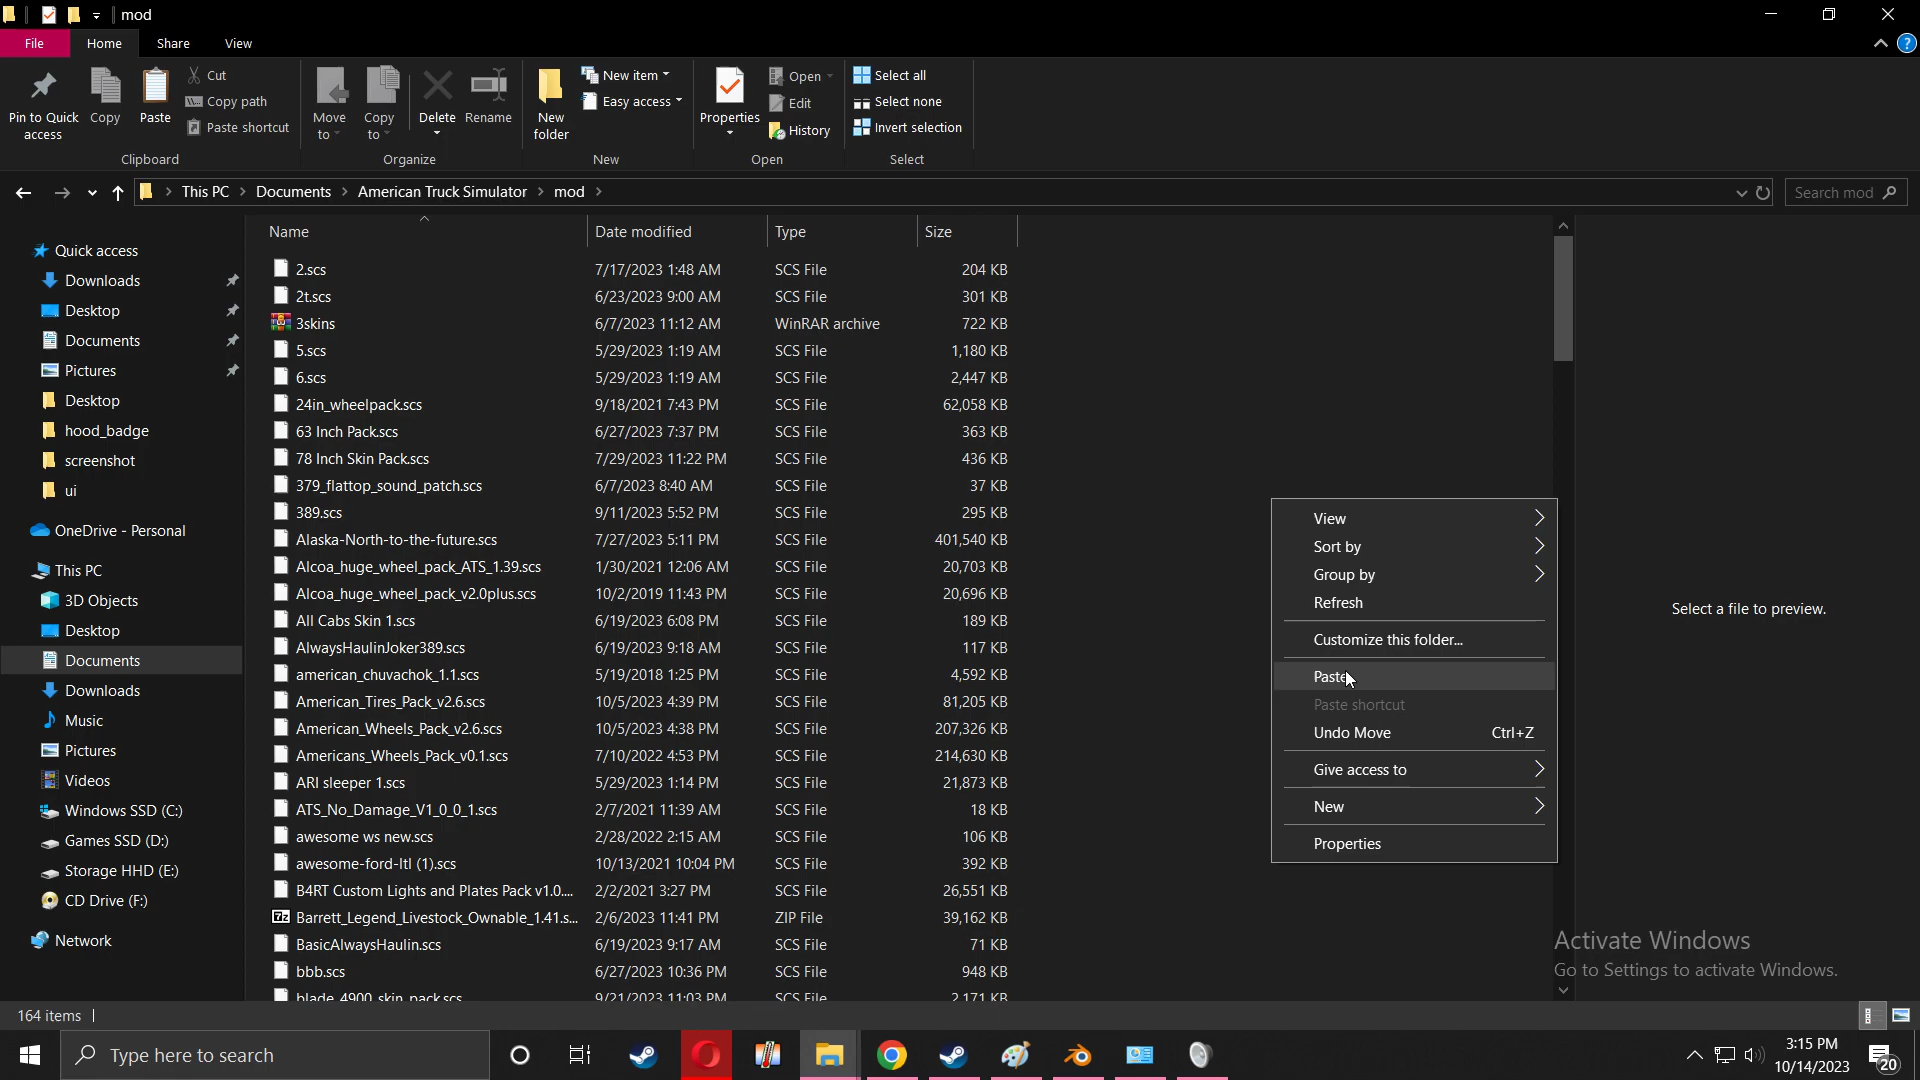 mod
File Home Share View
Pin to Quick access
Copy
Paste
Cut
Copy path
Paste shortcut
Clipboard
Move to
Copy to
Delete
Rename
Organize
New folder
New item
Easy access
New
Properties
Open
Edit
History
Open
Select all
Select none
Invert selection
Select
This PC > Documents > American Truck Simulator > mod >
Search mod
Quick access
Downloads
Desktop
Documents
Pictures
Desktop
hood_badge
screenshot
ui
OneDrive - Personal
This PC
3D Objects
Desktop
Documents
Downloads
Music
Pictures
Videos
Windows SSD (C:)
Games SSD (D:)
Storage HHD (E:)
CD Drive (F:)
Network
Name Date modified Type Size
2.scs 7/17/2023 1:48 AM SCS File 204 KB
2t.scs 6/23/2023 9:00 AM SCS File 301 KB
3skins 6/7/2023 11:12 AM WinRAR archive 722 KB
5.scs 5/29/2023 1:19 AM SCS File 1,180 KB
6.scs 5/29/2023 1:19 AM SCS File 2,447 KB
24in_wheelpack.scs 9/18/2021 7:43 PM SCS File 62,058 KB
63 Inch Pack.scs 6/27/2023 7:37 PM SCS File 363 KB
78 Inch Skin Pack.scs 7/29/2023 11:22 PM SCS File 436 KB
379_flattop_sound_patch.scs 6/7/2023 8:40 AM SCS File 37 KB
389.scs 9/11/2023 5:52 PM SCS File 295 KB
Alaska-North-to-the-future.scs 7/27/2023 5:11 PM SCS File 401,540 KB
Alcoa_huge_wheel_pack_ATS_1.39.scs 1/30/2021 12:06 AM SCS File 20,703 KB
Alcoa_huge_wheel_pack_v2.0plus.scs 10/2/2019 11:43 PM SCS File 20,696 KB
All Cabs Skin 1.scs 6/19/2023 6:08 PM SCS File 189 KB
AlwaysHaulinJoker389.scs 6/19/2023 9:18 AM SCS File 117 KB
american_chuvachok_1.1.scs 5/19/2018 1:25 PM SCS File 4,592 KB
American_Tires_Pack_v2.6.scs 10/5/2023 4:39 PM SCS File 81,205 KB
American_Wheels_Pack_v2.6.scs 10/5/2023 4:38 PM SCS File 207,326 KB
Americans_Wheels_Pack_v0.1.scs 7/10/2022 4:53 PM SCS File 214,630 KB
ARI sleeper 1.scs 5/29/2023 1:14 PM SCS File 21,873 KB
ATS_No_Damage_V1_0_0_1.scs 2/7/2021 11:39 AM SCS File 18 KB
awesome ws new.scs 2/28/2022 2:15 AM SCS File 106 KB
awesome-ford-ltl (1).scs 10/13/2021 10:04 PM SCS File 392 KB
B4RT Custom Lights and Plates Pack v1.0.... 2/2/2021 3:27 PM SCS File 26,551 KB
Barrett_Legend_Livestock_Ownable_1.41.s... 2/6/2023 11:41 PM ZIP File 39,162 KB
BasicAlwaysHaulin.scs 6/19/2023 9:17 AM SCS File 71 KB
bbb.scs 6/27/2023 10:36 PM SCS File 948 KB
blade_4900_skin_pack.scs 9/21/2023 11:03 PM SCS File 2,171 KB
View
Sort by
Group by
Refresh
Customize this folder...
Paste
Paste shortcut
Undo Move Ctrl+Z
Give access to
New
Properties
Select a file to preview.
Activate Windows
Go to Settings to activate Windows.
164 items
Type here to search
3:15 PM
10/14/2023
20